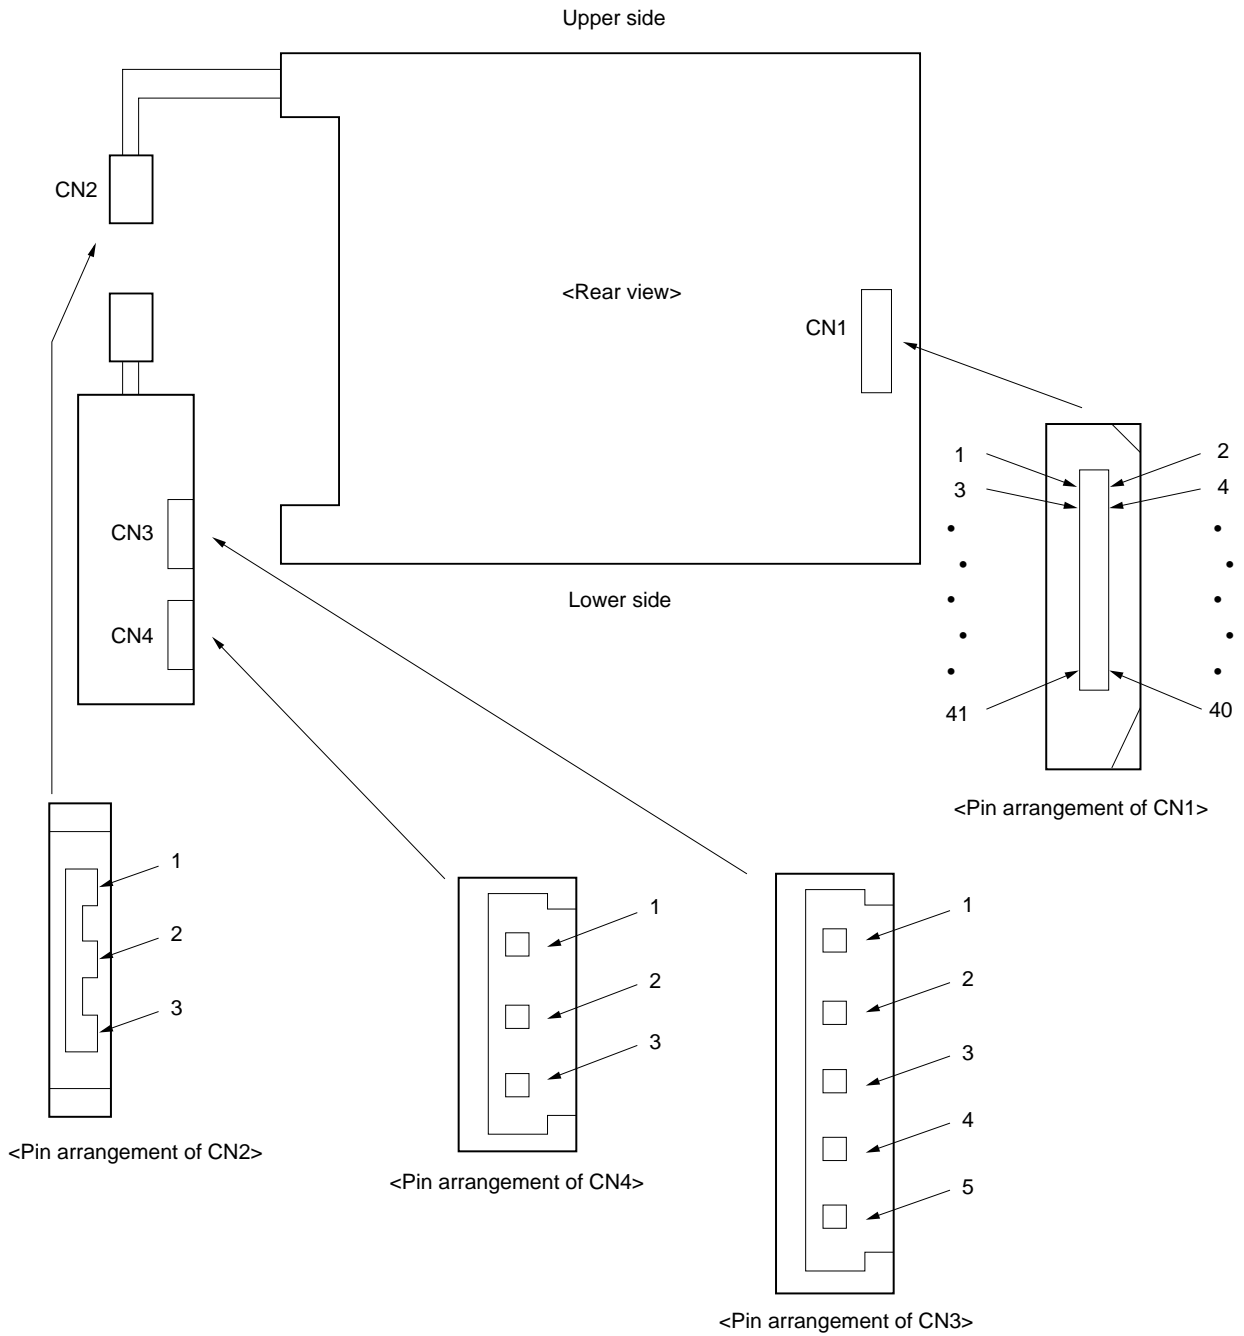 Upper side
CN2
<Rear view>
CN1
1 2
3 4
CN3
Lower side
CN4
41 40
<Pin arrangement of CN1>
1
2
3
<Pin arrangement of CN2>
1
2
3
<Pin arrangement of CN4>
1
2
3
4
5
<Pin arrangement of CN3>